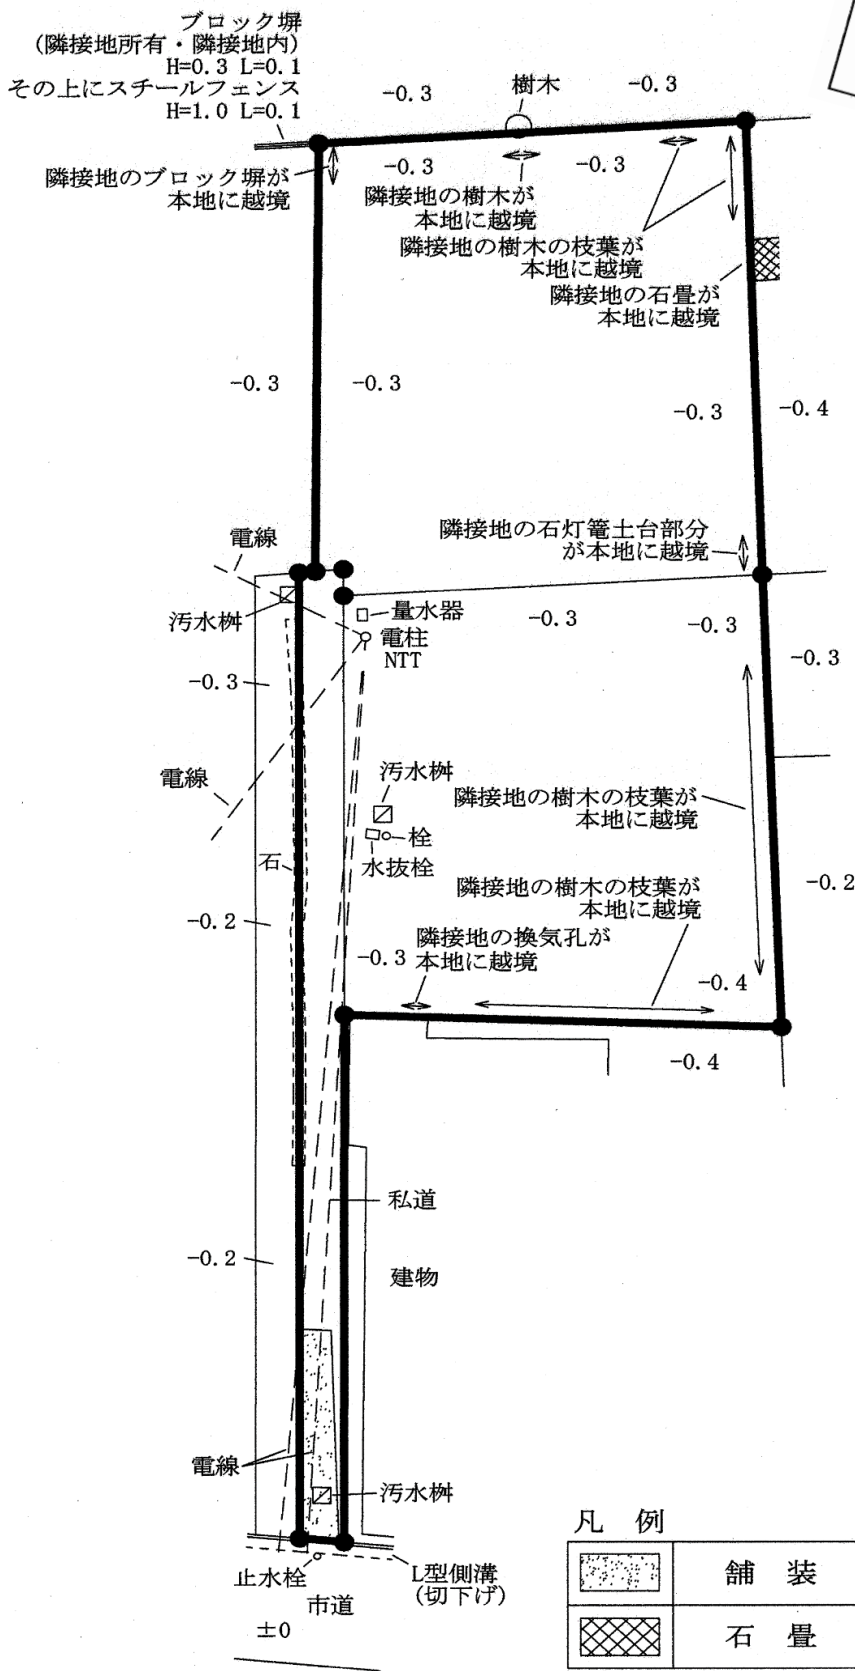 ブロック塀
(隣接地所有・隣接地内)
H=0.3 L=0.1
その上にスチールフェンス
H=1.0 L=0.1
-0.3
樹木
-0.3
隣接地のブロック塀が
本地に越境
-0.3
-0.3
隣接地の樹木が
本地に越境
隣接地の樹木の枝葉が
本地に越境
隣接地の石畳が
本地に越境
-0.3
-0.3
-0.3
-0.4
隣接地の石灯篭土台部分
が本地に越境
電線
汚水桝
量水器
電柱
NTT
-0.3
-0.3
-0.3
-0.3
電線
汚水桝
栓
水抜栓
隣接地の樹木の枝葉が
本地に越境
石
-0.2
隣接地の樹木の枝葉が
本地に越境
-0.2
隣接地の換気孔が
本地に越境
-0.3
-0.4
-0.4
私道
-0.2
建物
電線
汚水桝
止水栓
L型側溝
(切下げ)
市道
±0
凡 例
舗 装
石 畳